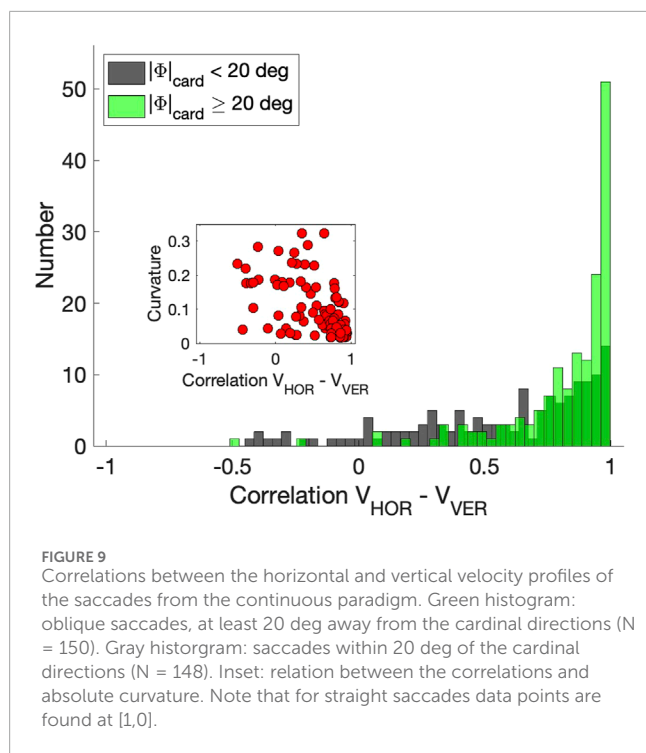 |Φ|card < 20 deg
|Φ|card ≥ 20 deg
50
40
30
20
10
0
Number
0.3
0.2
0.1
0
Curvature
-1 0 1
Correlation VHOR - VVER
-1 -0.5 0 0.5 1
Correlation VHOR - VVER
FIGURE 9
Correlations between the horizontal and vertical velocity profiles of
the saccades from the continuous paradigm. Green histogram:
oblique saccades, at least 20 deg away from the cardinal directions (N
= 150). Gray historgram: saccades within 20 deg of the cardinal
directions (N = 148). Inset: relation between the correlations and
absolute curvature. Note that for straight saccades data points are
found at [1,0].